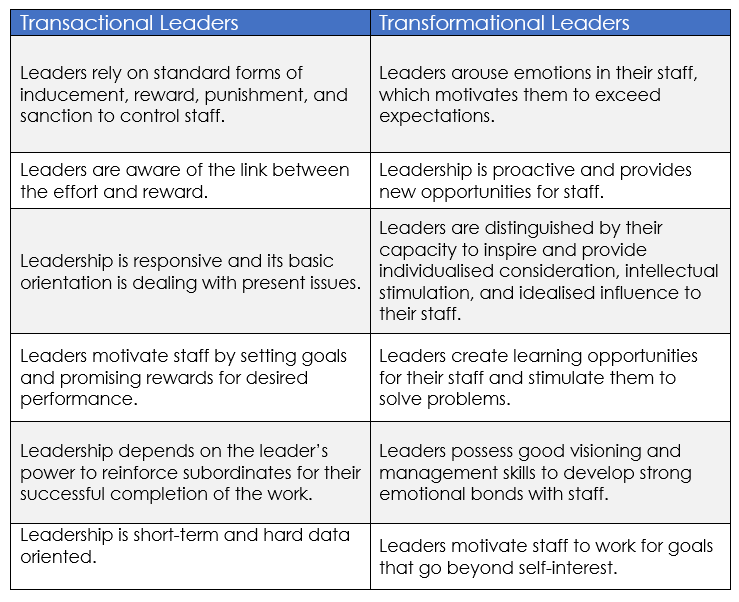 Transactional Leaders
Transformational Leaders
Leaders rely on standard forms of
inducement, reward, punishment, and
sanction to control staff.
Leaders arouse emotions in their staff,
which motivates them to exceed
expectations.
Leaders are aware of the link between
the effort and reward.
Leadership is proactive and provides
new opportunities for staff.
Leadership is responsive and its basic
orientation is dealing with present issues.
Leaders are distinguished by their
capacity to inspire and provide
individualised consideration, intellectual
stimulation, and idealised influence to
their staff.
Leaders motivate staff by setting goals
and promising rewards for desired
performance.
Leaders create learning opportunities
for their staff and stimulate them to
solve problems.
Leadership depends on the leader’s
power to reinforce subordinates for their
successful completion of the work.
Leaders possess good visioning and
management skills to develop strong
emotional bonds with staff.
Leadership is short-term and hard data
oriented.
Leaders motivate staff to work for goals
that go beyond self-interest.